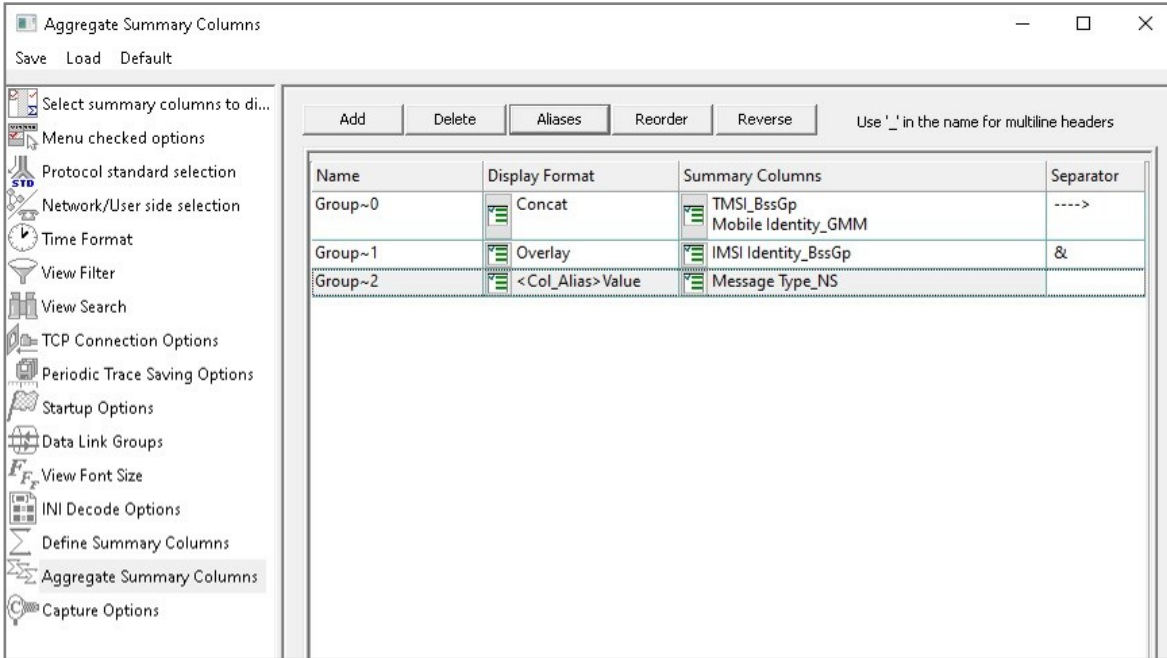 Aggregate Summary Columns
Save Load Default
Select summary columns to di...
Menu checked options
Protocol standard selection
Network/User side selection
Time Format
View Filter
View Search
TCP Connection Options
Periodic Trace Saving Options
Startup Options
Data Link Groups
View Font Size
INI Decode Options
Define Summary Columns
Aggregate Summary Columns
Capture Options
Add Delete Aliases Reorder Reverse Use '_' in the name for multiline headers
Name Display Format Summary Columns Separator
Group~0 Concat TMSI_BssGp ---->
Mobile Identity_GMM
Group~1 Overlay IMSI Identity_BssGp &
Group~2 <Col_Alias>Value Message Type_NS